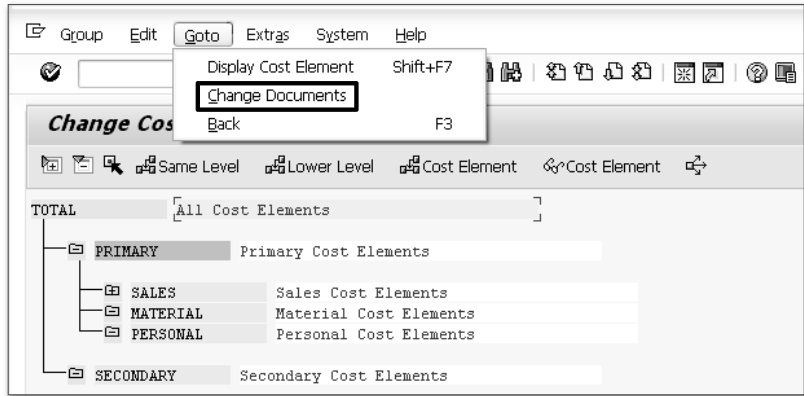 Group Edit Goto Extras System Help
Display Cost Element Shift+F7
Change Documents
Back F3
Change Cos
Same Level Lower Level Cost Element Cost Element
TOTAL All Cost Elements
PRIMARY Primary Cost Elements
SALES Sales Cost Elements
MATERIAL Material Cost Elements
PERSONAL Personal Cost Elements
SECONDARY Secondary Cost Elements